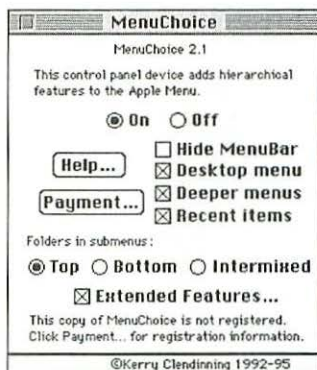 MenuChoice
MenuChoice 2.1
This control panel device adds hierarchical
features to the Apple Menu.
On Off
Hide MenuBar
Help...
Desktop menu
Deeper menus
Payment...
Recent items
Folders in submenus:
Top Bottom Intermixed
Extended Features...
This copy of MenuChoice is not registered.
Click Payment... for registration information.
©Kerry Clendinning 1992-95